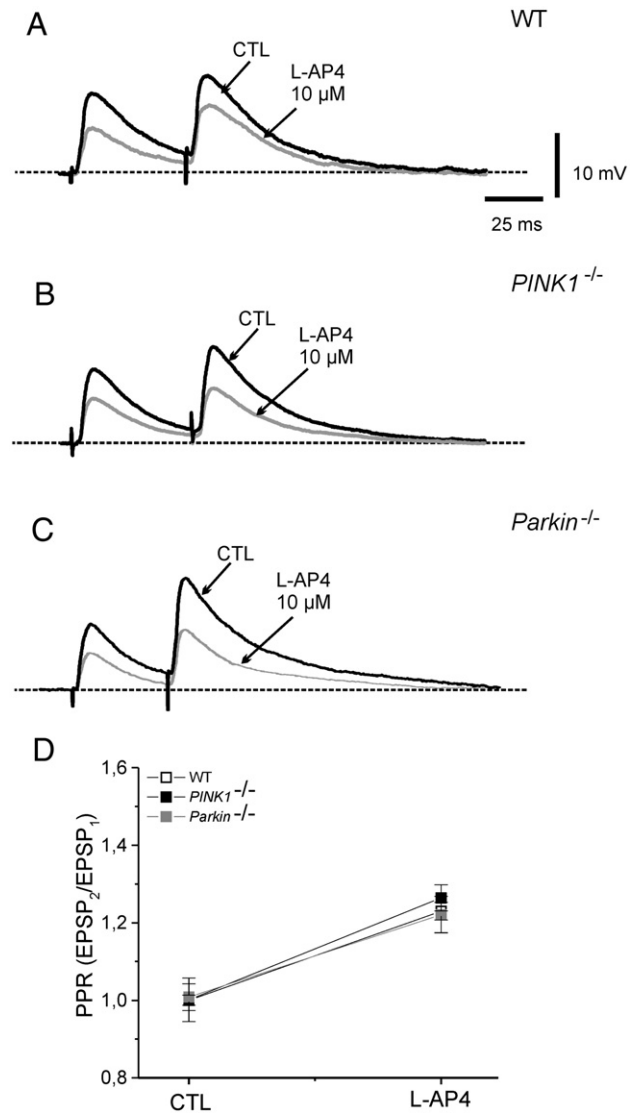 A
WT
CTL
L-AP4
10 µM
10 mV
25 ms
B
PINK1-/-
CTL
L-AP4
10 µM
C
Parkin-/-
CTL
L-AP4
10 µM
D
PPR (EPSP2/EPSP1)
1,6
1,4
1,2
1,0
0,8
WT
PINK1-/-
Parkin-/-
CTL
L-AP4